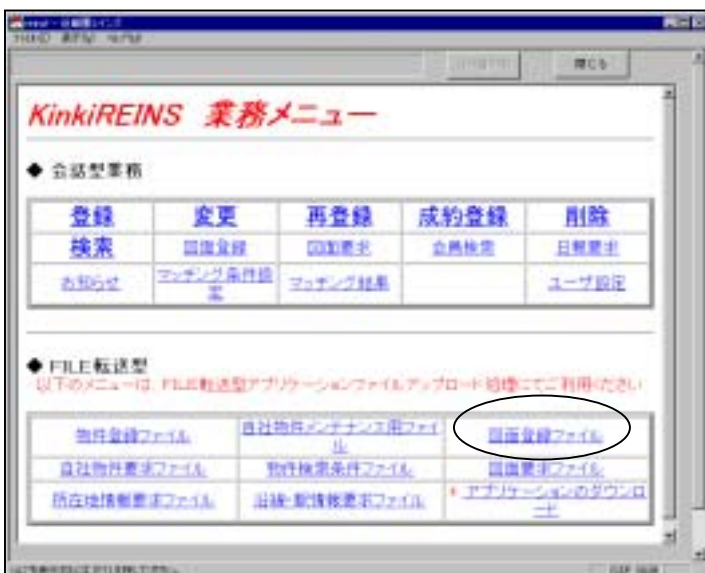 閉じる
KinkiREINS 業務メニュー
◆ 会話型業務
登録 変更 再登録 成約登録 削除
検索 図面登録 図面要求 会員検索 日報要求
お知らせ マッチング条件設定 マッチング結果 ユーザ設定
◆ FILE転送型
以下のメニューは、FILE転送型アプリケーションファイルアップロード処理にてご利用ください
物件登録ファイル 自社物件メンテナンス用ファイル 図面登録ファイル
自社物件要求ファイル 物件検索条件ファイル 図面要求ファイル
所在地情報要求ファイル 沿線・駅情報要求ファイル * アプリケーションのダウンロード